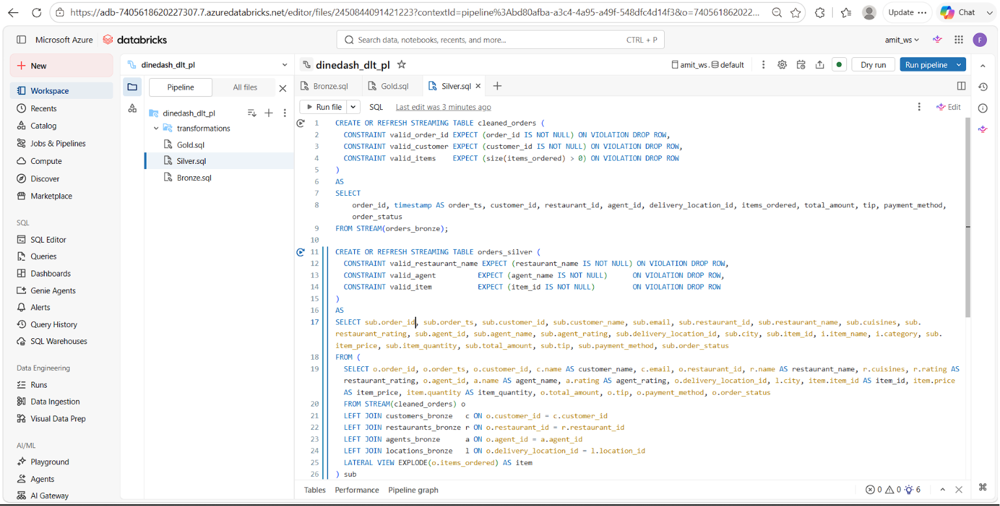 https://adb-7405618620227307.7.azuredatabricks.net/editor/files/2450844091421223?contextId=pipeline%3Abd80afba-a3c4-4a95-a49f-548dfc4d14f3&o=740561862022...
Update
Chat
Microsoft Azure
databricks
Search data, notebooks, recents, and more...
CTRL + P
amit_ws
F
New
Workspace
Recents
Catalog
Jobs & Pipelines
Compute
Discover
Marketplace
SQL
SQL Editor
Queries
Dashboards
Genie Agents
Alerts
Query History
SQL Warehouses
Data Engineering
Runs
Data Ingestion
Visual Data Prep
AI/ML
Playground
Agents
AI Gateway
dinedash_dlt_pl
Pipeline
All files
dinedash_dlt_pl
transformations
Gold.sql
Silver.sql
Bronze.sql
dinedash_dlt_pl
amit_ws . default
Dry run
Run pipeline
Bronze.sql
Gold.sql
Silver.sql
Run file
SQL
Last edit was 3 minutes ago
Edit
1 CREATE OR REFRESH STREAMING TABLE cleaned_orders (
2 CONSTRAINT valid_order_id EXPECT (order_id IS NOT NULL) ON VIOLATION DROP ROW,
3 CONSTRAINT valid_customer EXPECT (customer_id IS NOT NULL) ON VIOLATION DROP ROW,
4 CONSTRAINT valid_items EXPECT (size(items_ordered) > 0) ON VIOLATION DROP ROW
5 )
6 AS
7 SELECT
8 order_id, timestamp AS order_ts, customer_id, restaurant_id, agent_id, delivery_location_id, items_ordered, total_amount, tip, payment_method,
order_status
9 FROM STREAM(orders_bronze);
10
11 CREATE OR REFRESH STREAMING TABLE orders_silver (
12 CONSTRAINT valid_restaurant_name EXPECT (restaurant_name IS NOT NULL) ON VIOLATION DROP ROW,
13 CONSTRAINT valid_agent EXPECT (agent_name IS NOT NULL) ON VIOLATION DROP ROW,
14 CONSTRAINT valid_item EXPECT (item_id IS NOT NULL) ON VIOLATION DROP ROW
15 )
16 AS
17 SELECT sub.order_id, sub.order_ts, sub.customer_id, sub.customer_name, sub.email, sub.restaurant_id, sub.restaurant_name, sub.cuisines, sub.
restaurant_rating, sub.agent_id, sub.agent_name, sub.agent_rating, sub.delivery_location_id, sub.city, sub.item_id, i.item_name, i.category, sub.
item_price, sub.item_quantity, sub.total_amount, sub.tip, sub.payment_method, sub.order_status
18 FROM (
19 SELECT o.order_id, o.order_ts, o.customer_id, c.name AS customer_name, c.email, o.restaurant_id, r.name AS restaurant_name, r.cuisines, r.rating AS
restaurant_rating, o.agent_id, a.name AS agent_name, a.rating AS agent_rating, o.delivery_location_id, l.city, item.item_id AS item_id, item.price
AS item_price, item.quantity AS item_quantity, o.total_amount, o.tip, o.payment_method, o.order_status
20 FROM STREAM(cleaned_orders) o
21 LEFT JOIN customers_bronze c ON o.customer_id = c.customer_id
22 LEFT JOIN restaurants_bronze r ON o.restaurant_id = r.restaurant_id
23 LEFT JOIN agents_bronze a ON o.agent_id = a.agent_id
24 LEFT JOIN locations_bronze l ON o.delivery_location_id = l.location_id
25 LATERAL VIEW EXPLODE(o.items_ordered) AS item
26 ) sub
Tables
Performance
Pipeline graph
0
0
6